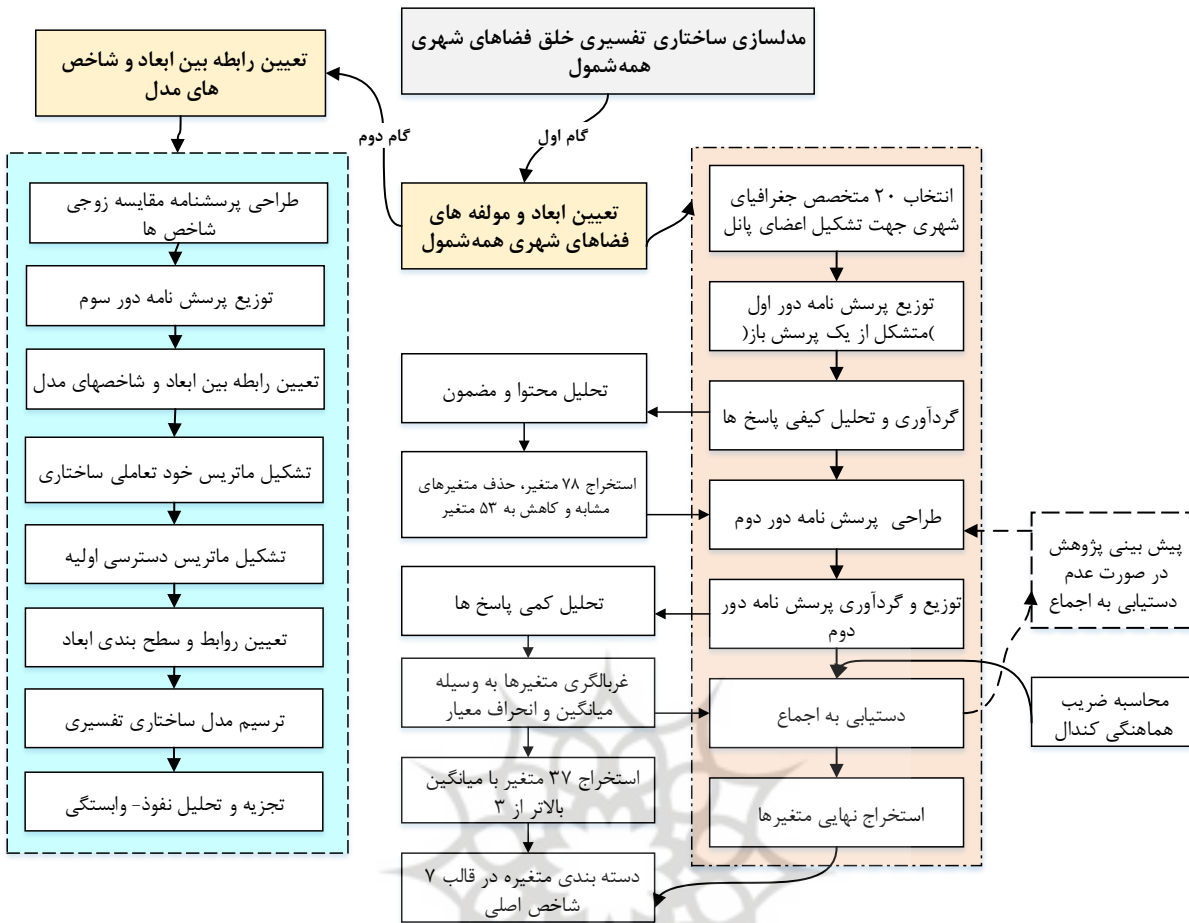 مدلسازی ساختاری تفسیری خلق فضاهای شهری
همه‌شمول
گام اول
تعیین ابعاد و مولفه های
فضاهای شهری همه‌شمول
گام دوم
تعیین رابطه بین ابعاد و شاخص
های مدل
انتخاب ۲۰ متخصص جغرافیای
شهری جهت تشکیل اعضای پانل
توزیع پرسش نامه دور اول
)متشکل از یک پرسش باز(
گردآوری و تحلیل کیفی پاسخ ها
طراحی پرسش نامه دور دوم
توزیع و گردآوری پرسش نامه دور
دوم
دستیابی به اجماع
استخراج نهایی متغیرها
پیش بینی پژوهش
در صورت عدم
دستیابی به اجماع
محاسبه ضریب
هماهنگی کندال
تحلیل محتوا و مضمون
استخراج ۷۸ متغیر، حذف متغیرهای
مشابه و کاهش به ۵۳ متغیر
تحلیل کمی پاسخ ها
غربالگری متغیرها به وسیله
میانگین و انحراف معیار
استخراج ۳۷ متغیر با میانگین
بالاتر از ۳
دسته بندی متغیره در قالب ۷
شاخص اصلی
طراحی پرسشنامه مقایسه زوجی
شاخص ها
توزیع پرسش نامه دور سوم
تعیین رابطه بین ابعاد و شاخصهای مدل
تشکیل ماتریس خود تعاملی ساختاری
تشکیل ماتریس دسترسی اولیه
تعیین روابط و سطح بندی ابعاد
ترسیم مدل ساختاری تفسیری
تجزیه و تحلیل نفوذ- وابستگی